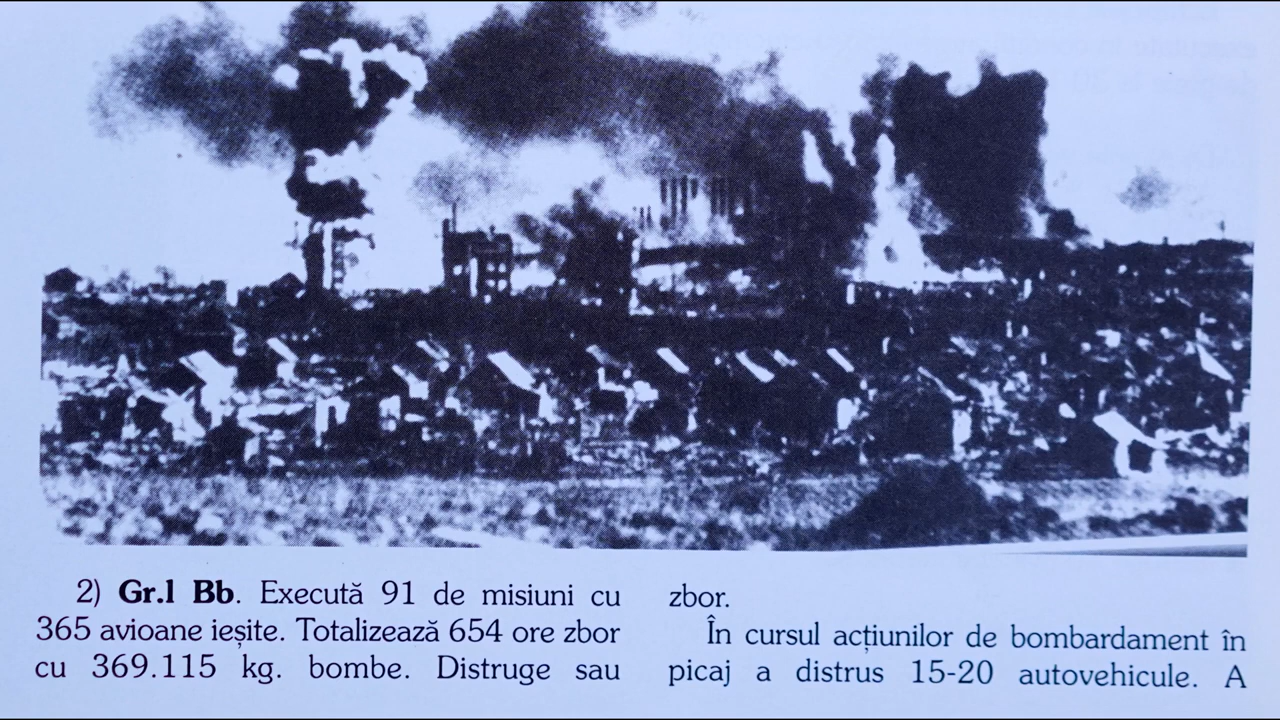 2) Gr.l Bb. Execută 91 de misiuni cu
365 avioane ieșite. Totalizează 654 ore zbor
cu 369.115 kg. bombe. Distruge sau
zbor.
În cursul acțiunilor de bombardament în
picaj a distrus 15-20 autovehicule. A